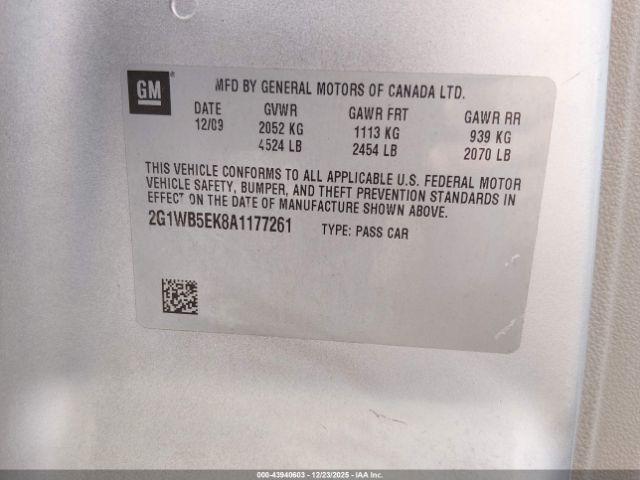 GM
MFD BY GENERAL MOTORS OF CANADA LTD.
DATE GVWR GAWR FRT GAWR RR
12/09 2052 KG 1113 KG 939 KG
4524 LB 2454 LB 2070 LB
THIS VEHICLE CONFORMS TO ALL APPLICABLE U.S. FEDERAL MOTOR
VEHICLE SAFETY, BUMPER, AND THEFT PREVENTION STANDARDS IN
EFFECT ON THE DATE OF MANUFACTURE SHOWN ABOVE.
2G1WB5EK8A1177261 TYPE: PASS CAR
000-43940603 - 12/23/2025 - Copyright © 2025 IAA, Inc.